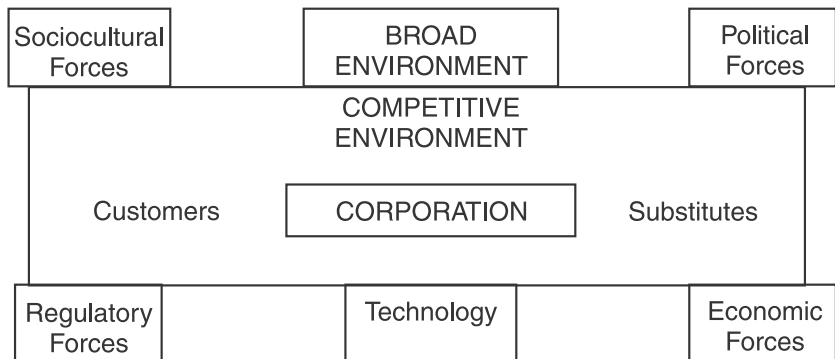 Sociocultural
Forces
BROAD
ENVIRONMENT
Political
Forces
COMPETITIVE
ENVIRONMENT
Customers
CORPORATION
Substitutes
Regulatory
Forces
Technology
Economic
Forces